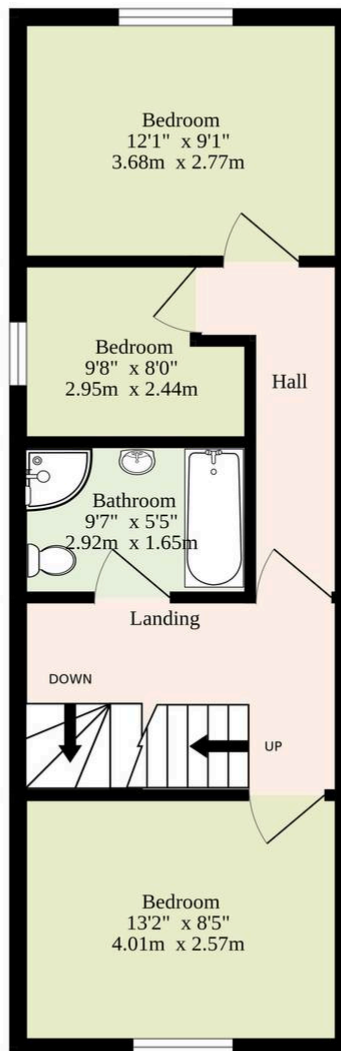 Bedroom
12'1" x 9'1"
3.68m x 2.77m
Bedroom
9'8" x 8'0"
2.95m x 2.44m
Hall
Bathroom
9'7" x 5'5"
2.92m x 1.65m
Landing
DOWN
UP
Bedroom
13'2" x 8'5"
4.01m x 2.57m